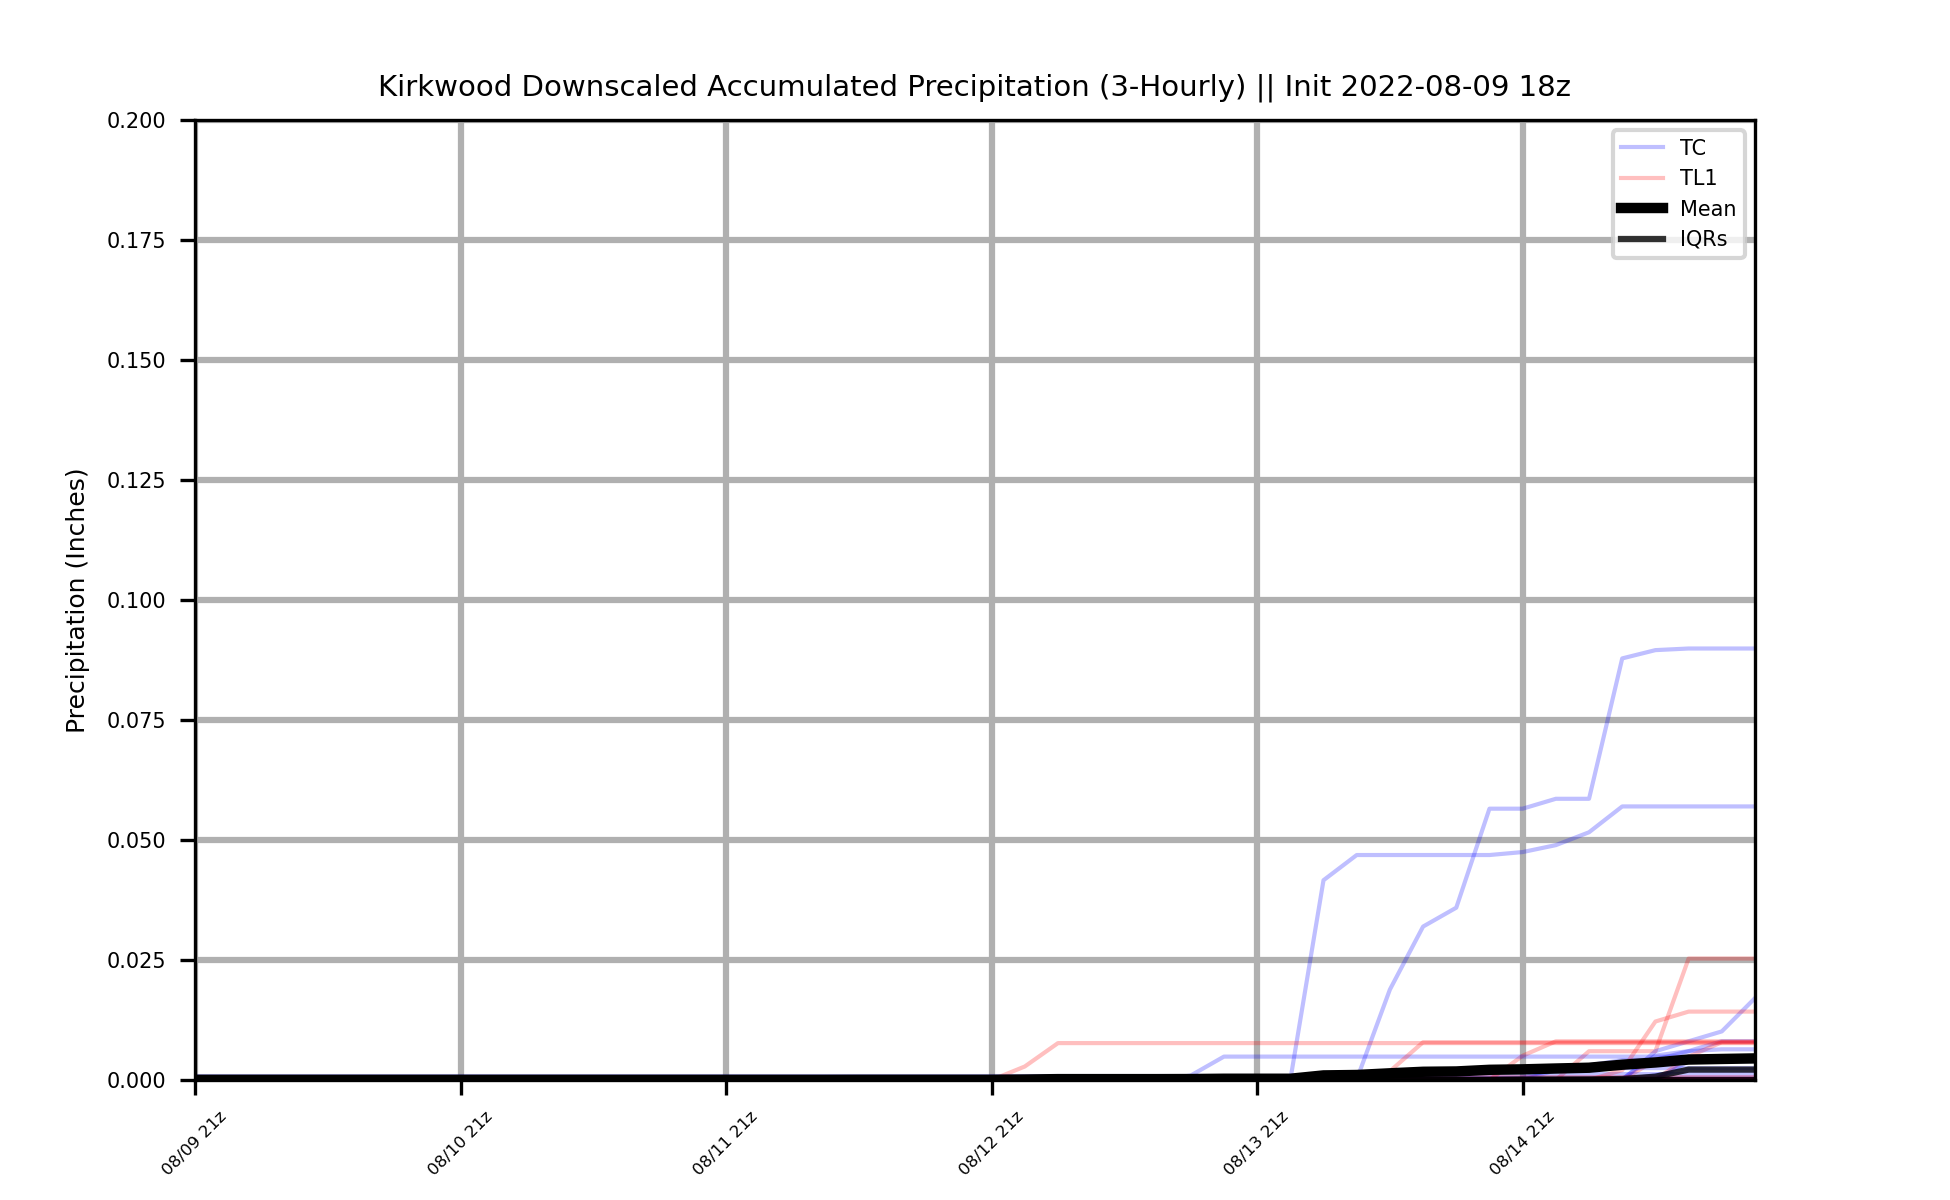 Kirkwood Downscaled Accumulated Precipitation (3-Hourly) || Init 2022-08-09 18z
TC
TL1
Mean
IQRs
Precipitation (Inches)
0.200
0.175
0.150
0.125
0.100
0.075
0.050
0.025
0.000
08/09 21z
08/10 21z
08/11 21z
08/12 21z
08/13 21z
08/14 21z